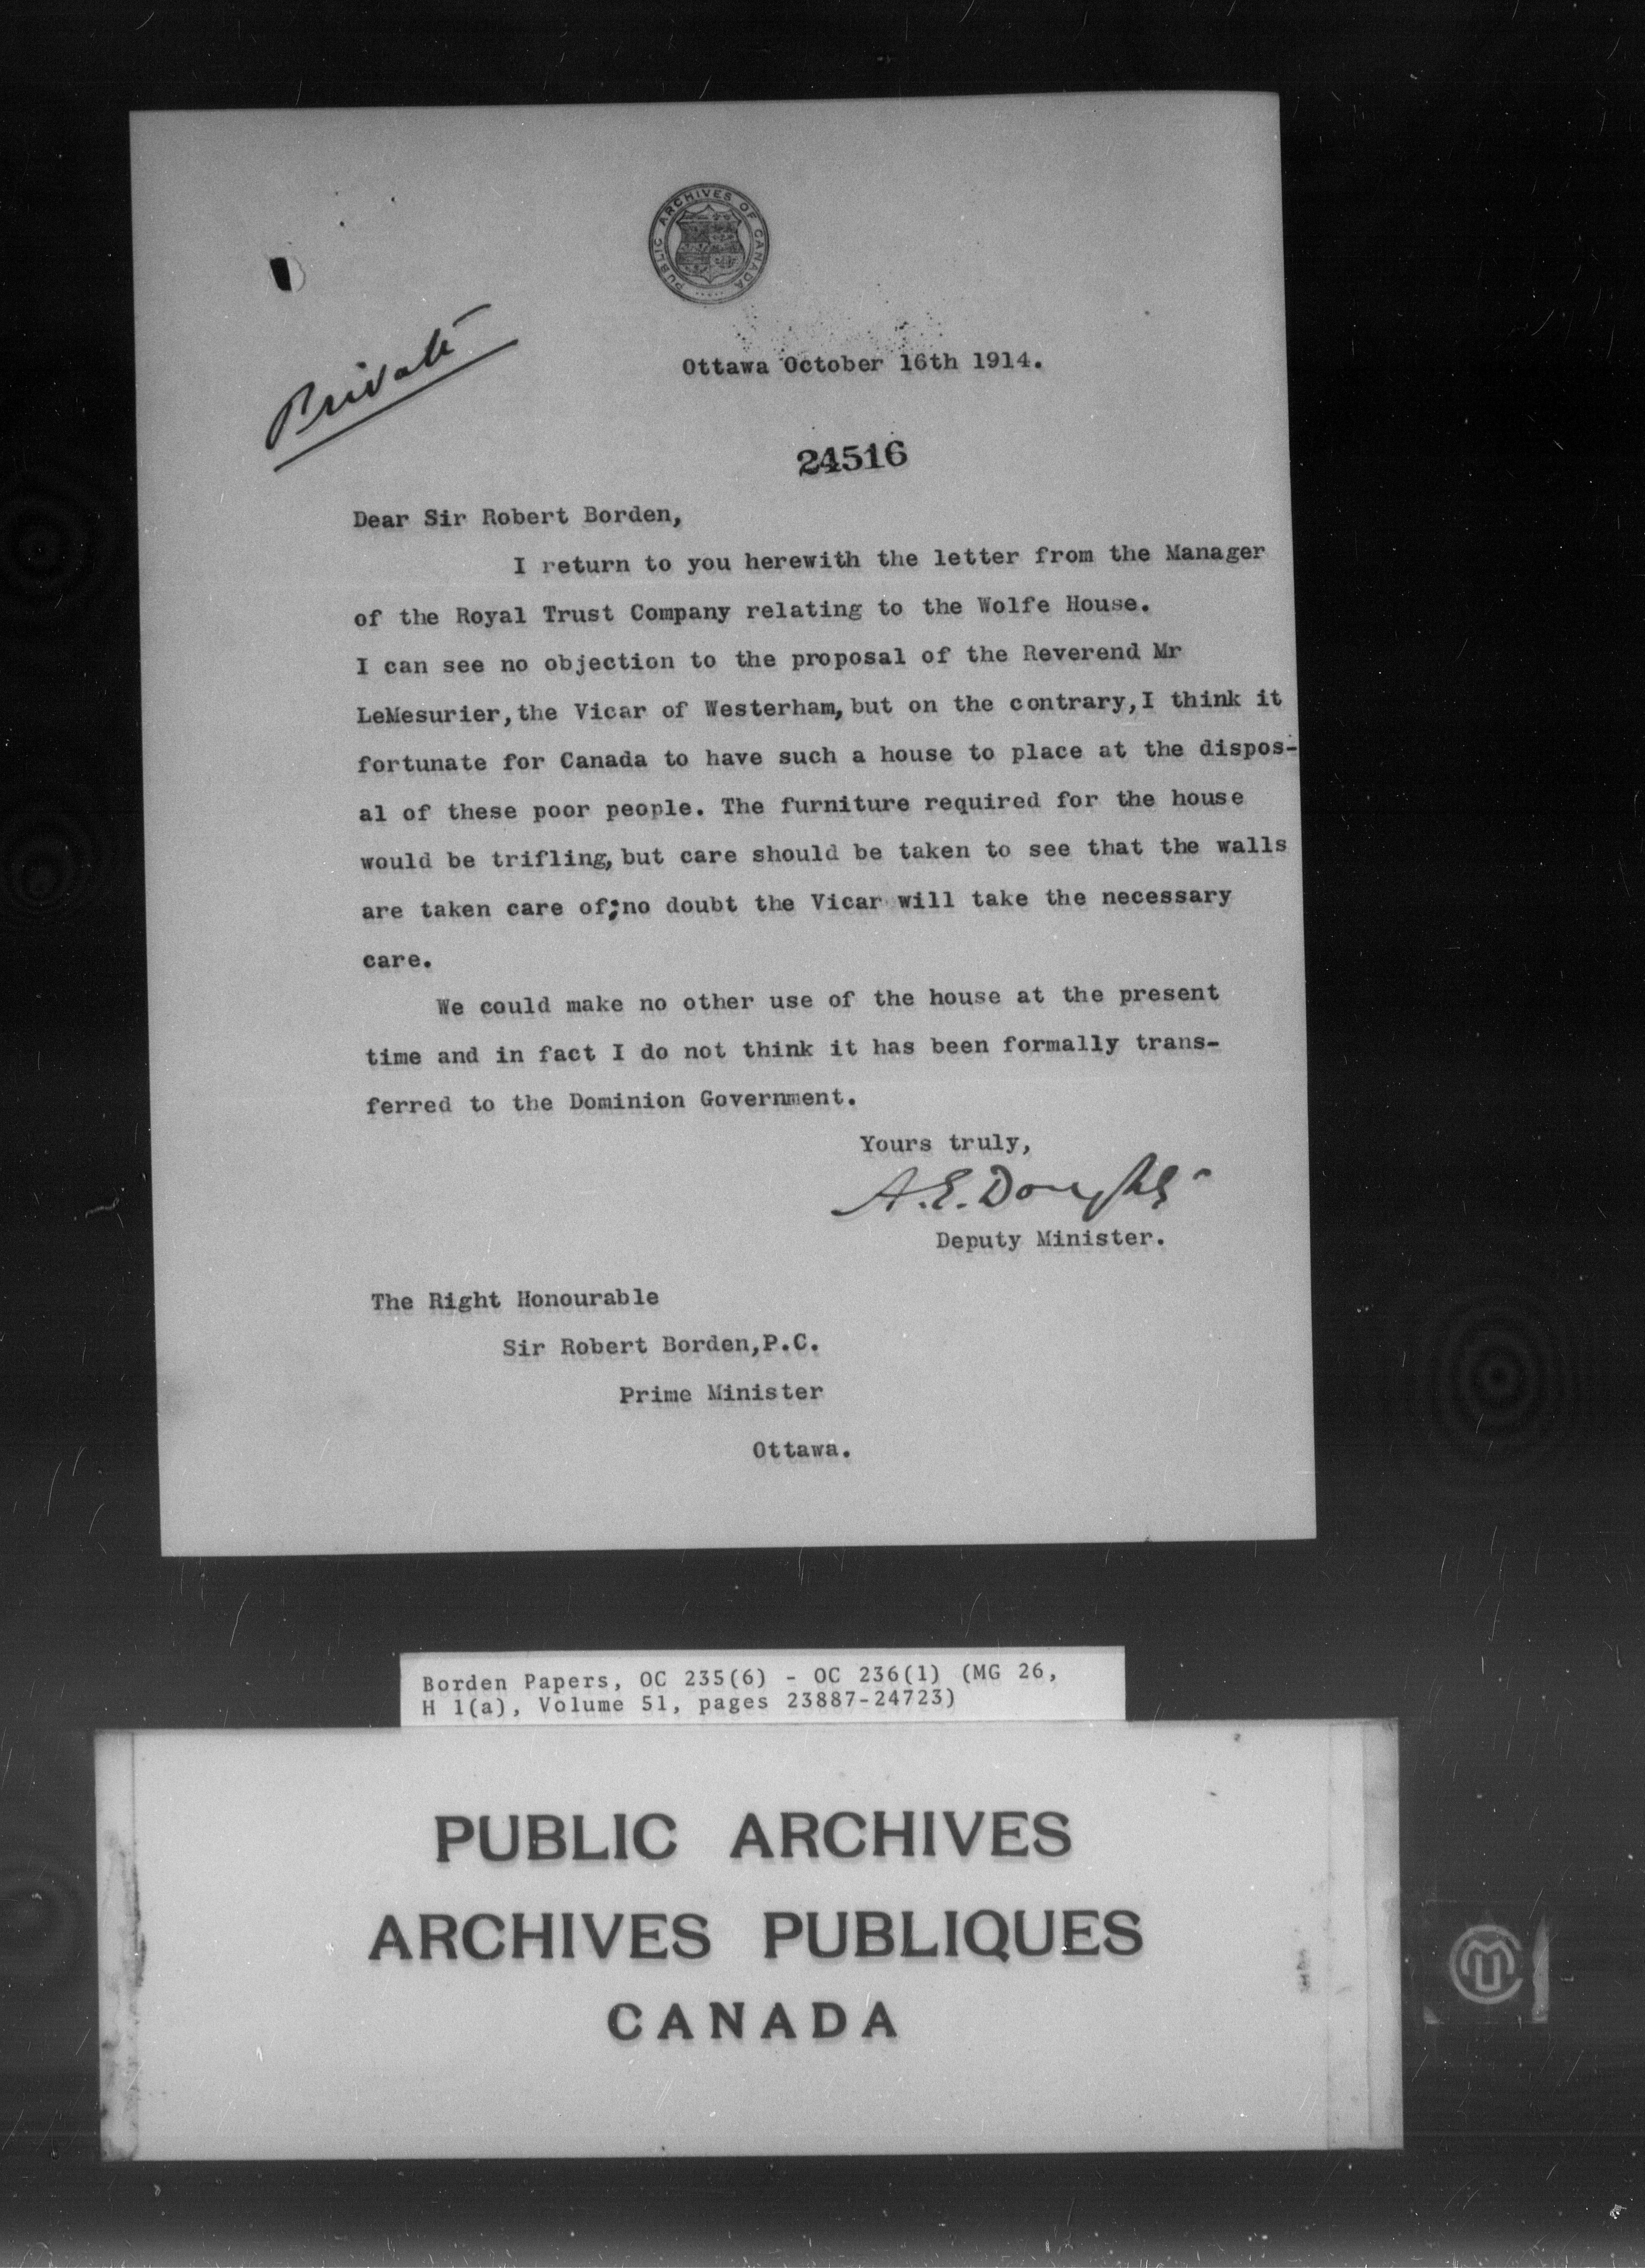 PUBLIC ARCHIVES OF CANADA
Private
Ottawa October 16th 1914.
24516
Dear Sir Robert Borden,
I return to you herewith the letter from the Manager
of the Royal Trust Company relating to the Wolfe House.
I can see no objection to the proposal of the Reverend Mr
LeMesurier, the Vicar of Westerham, but on the contrary, I think it
fortunate for Canada to have such a house to place at the dispos-
al of these poor people. The furniture required for the house
would be trifling, but care should be taken to see that the walls
are taken care of; no doubt the Vicar will take the necessary
care.
We could make no other use of the house at the present
time and in fact I do not think it has been formally trans-
ferred to the Dominion Government.
Yours truly,
A.E. Doughty
Deputy Minister.
The Right Honourable
Sir Robert Borden, P.C.
Prime Minister
Ottawa.
Borden Papers, OC 235(6) - OC 236(1) (MG 26,
H 1(a), Volume 51, pages 23887-24723)
PUBLIC ARCHIVES
ARCHIVES PUBLIQUES
CANADA